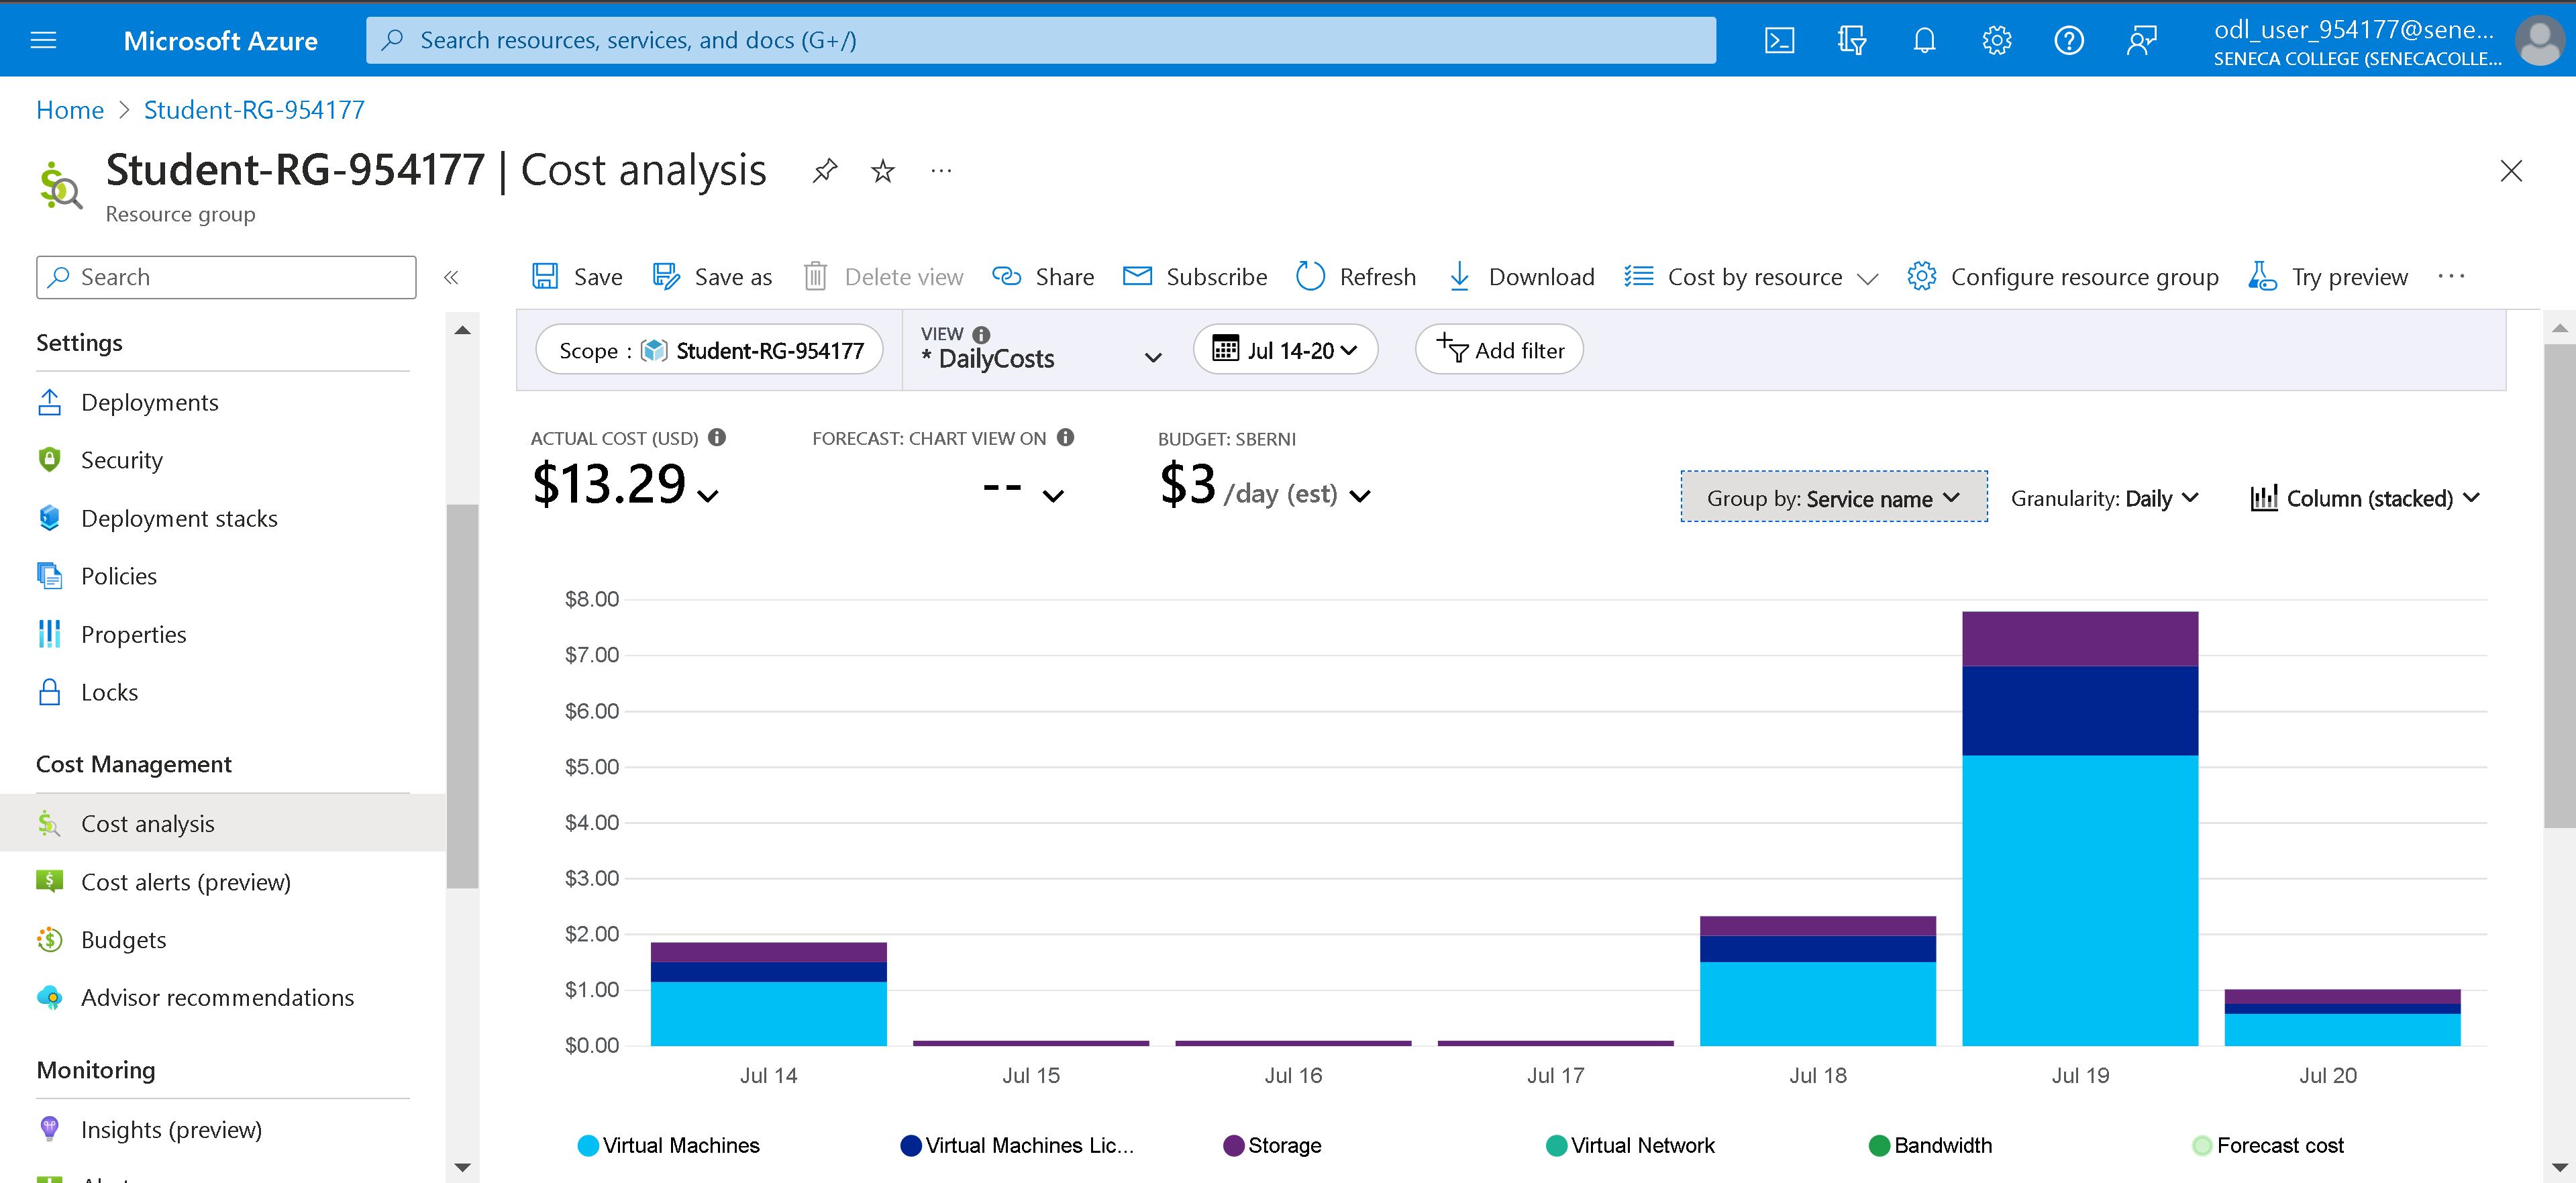 Microsoft Azure
Search resources, services, and docs (G+/)
odl_user_954177@sene...
SENECA COLLEGE (SENECACOLLE...
Home > Student-RG-954177
Student-RG-954177 | Cost analysis
Resource group
Search
Settings
Deployments
Security
Deployment stacks
Policies
Properties
Locks
Cost Management
Cost analysis
Cost alerts (preview)
Budgets
Advisor recommendations
Monitoring
Insights (preview)
Save Save as Delete view Share Subscribe Refresh Download Cost by resource Configure resource group Try preview ...
Scope : Student-RG-954177
VIEW
* DailyCosts
Jul 14-20
Add filter
ACTUAL COST (USD)
$13.29
FORECAST: CHART VIEW ON
--
BUDGET: SBERNI
$3 /day (est)
Group by: Service name
Granularity: Daily
Column (stacked)
$8.00
$7.00
$6.00
$5.00
$4.00
$3.00
$2.00
$1.00
$0.00
Jul 14 Jul 15 Jul 16 Jul 17 Jul 18 Jul 19 Jul 20
Virtual Machines Virtual Machines Lic... Storage Virtual Network Bandwidth Forecast cost